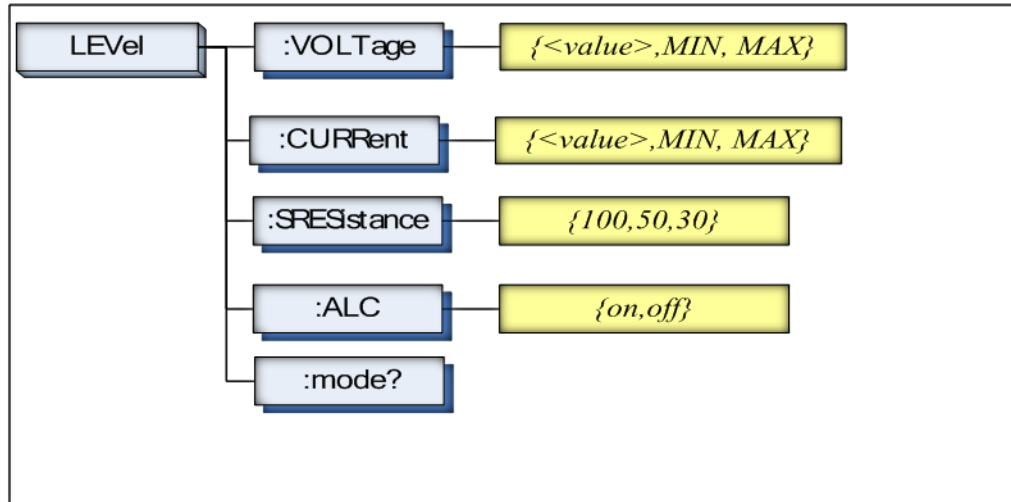 LEVel
:VOLTage
{<value>,MIN, MAX}
:CURRent
{<value>,MIN, MAX}
:SRESistance
{100,50,30}
:ALC
{on,off}
:mode?